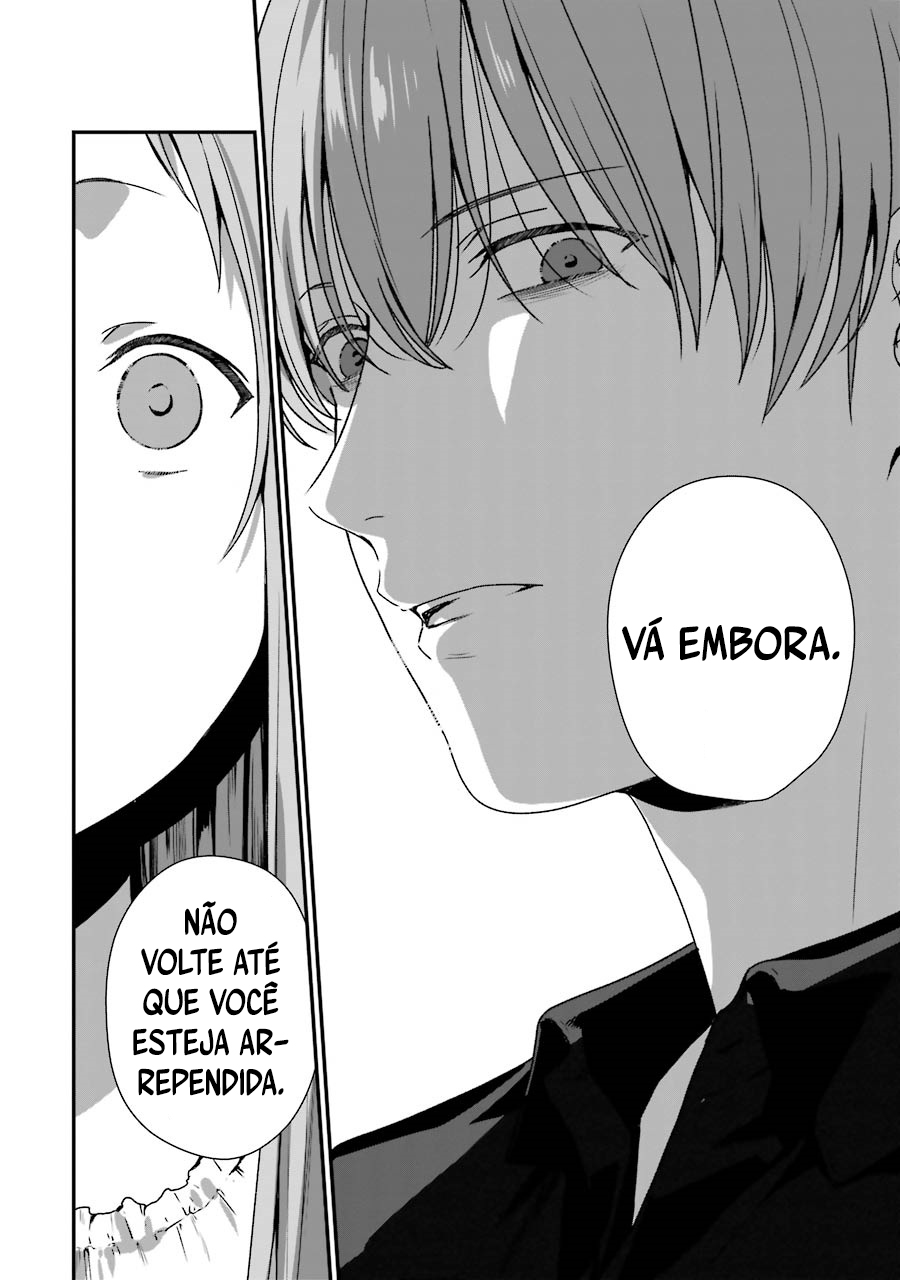 VÁ EMBORA.
NÃO
VOLTE ATÉ
QUE VOCÊ
ESTEJA AR-
REPENDIDA.